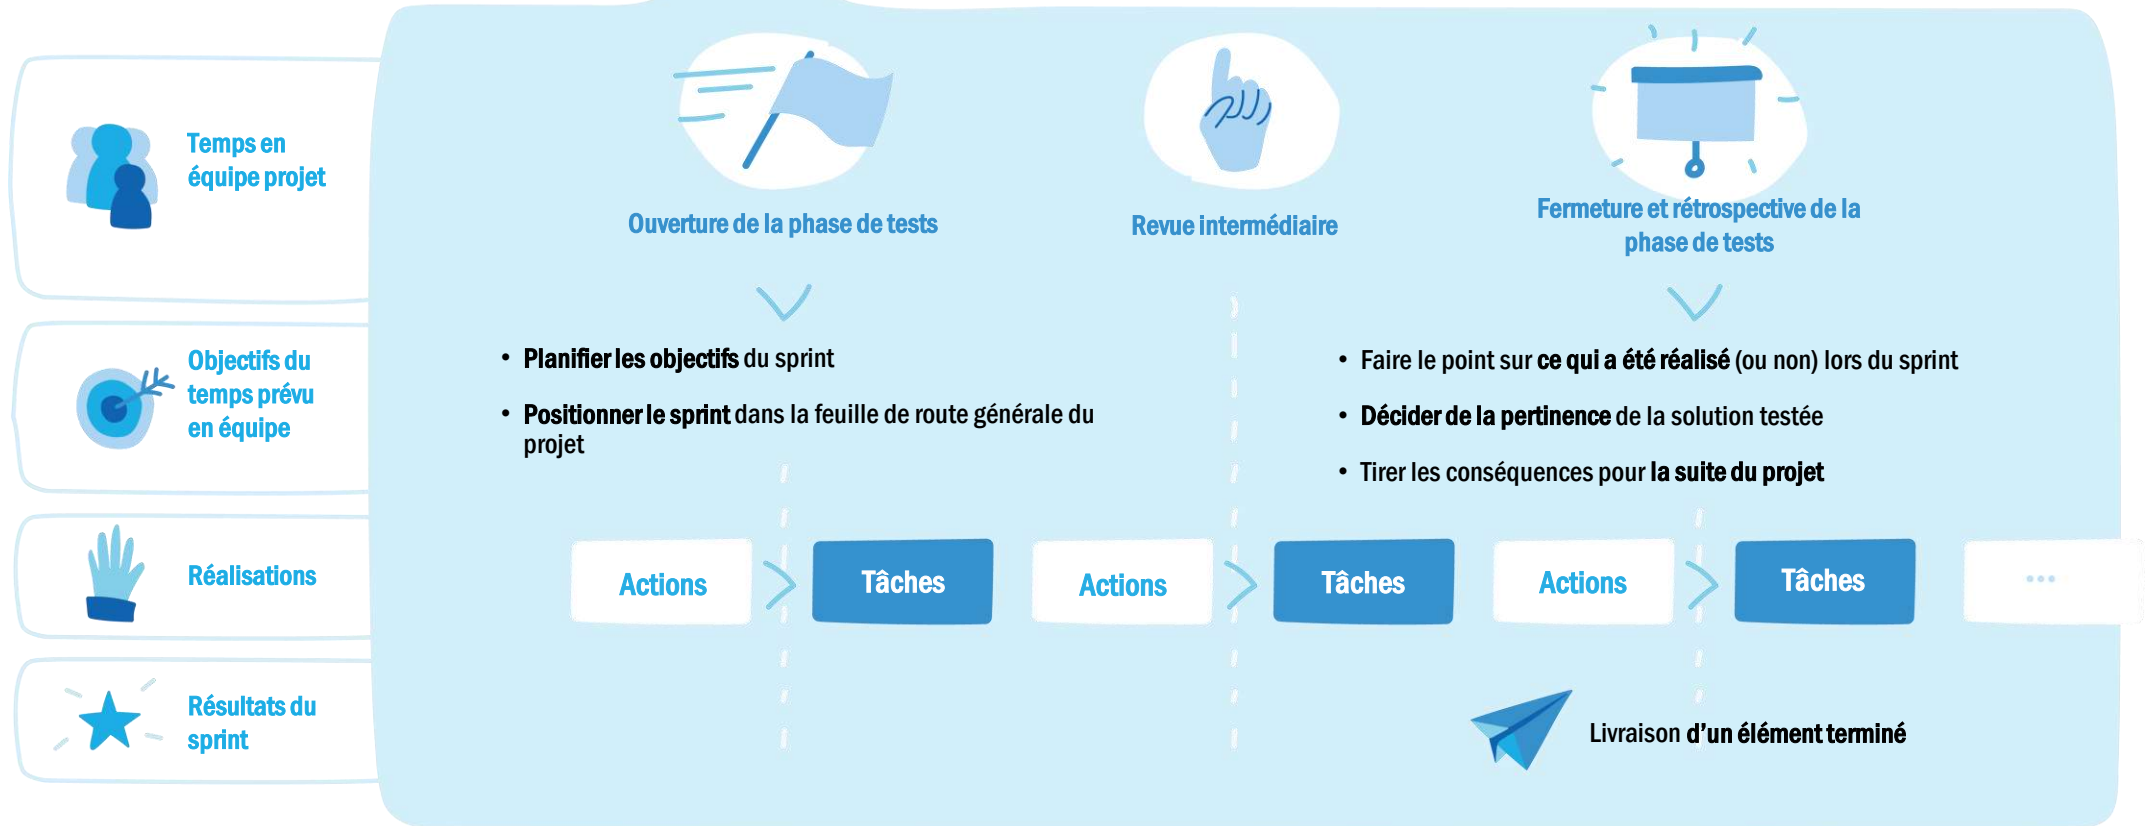 Temps en
équipe projet
Ouverture de la phase de tests
Revue intermédiaire
Fermeture et rétrospective de la
phase de tests
Objectifs du
temps prévu
en équipe
• Planifier les objectifs du sprint
• Positionner le sprint dans la feuille de route générale du
projet
• Faire le point sur ce qui a été réalisé (ou non) lors du sprint
• Décider de la pertinence de la solution testée
• Tirer les conséquences pour la suite du projet
Réalisations
Actions
Tâches
Actions
Tâches
Actions
Tâches
...
Résultats du
sprint
Livraison d’un élément terminé